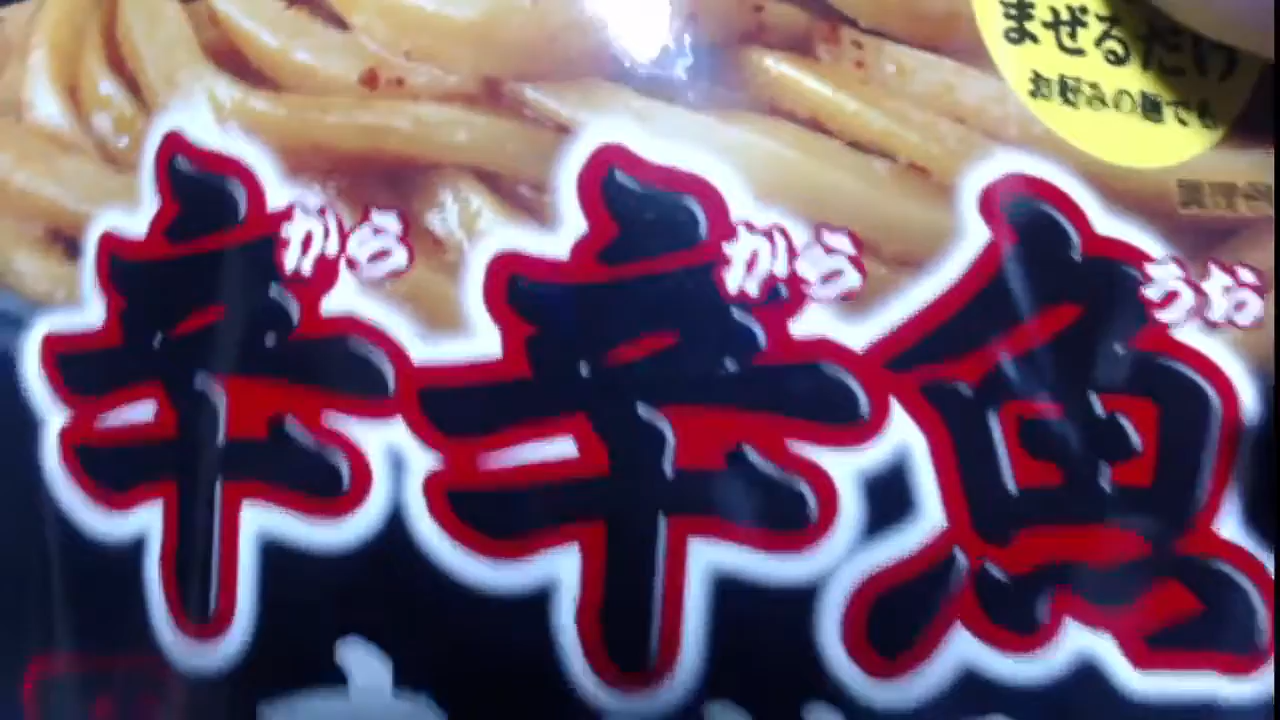 まぜるだけ
お好みの麺でも
辛辛魚
から から うお